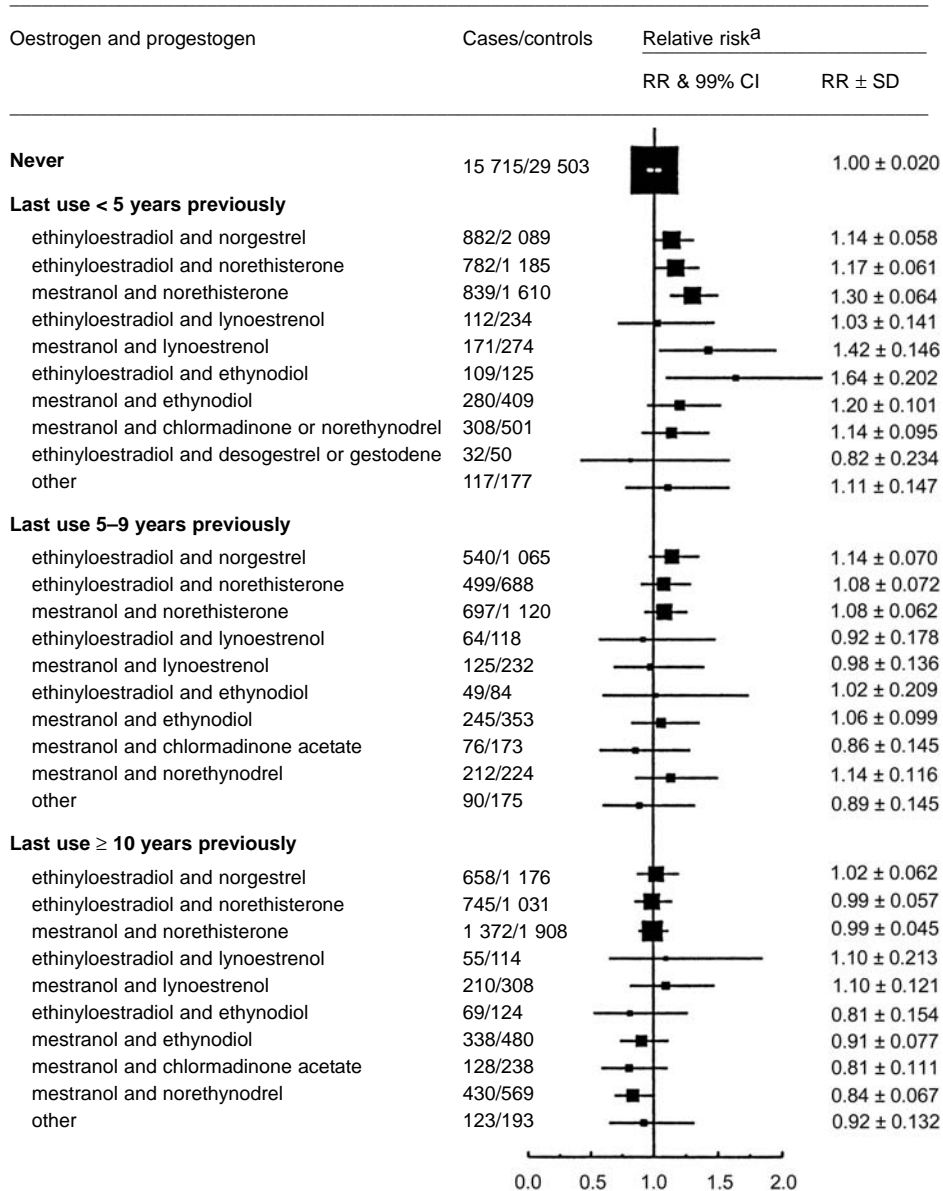 Oestrogen and progestogen Cases/controls Relative riskª
RR & 99% CI RR ± SD
Never 15 715/29 503 1.00 ± 0.020
Last use < 5 years previously
ethinyloestradiol and norgestrel 882/2 089 1.14 ± 0.058
ethinyloestradiol and norethisterone 782/1 185 1.17 ± 0.061
mestranol and norethisterone 839/1 610 1.30 ± 0.064
ethinyloestradiol and lynoestrenol 112/234 1.03 ± 0.141
mestranol and lynoestrenol 171/274 1.42 ± 0.146
ethinyloestradiol and ethynodiol 109/125 1.64 ± 0.202
mestranol and ethynodiol 280/409 1.20 ± 0.101
mestranol and chlormadinone or norethynodrel 308/501 1.14 ± 0.095
ethinyloestradiol and desogestrel or gestodene 32/50 0.82 ± 0.234
other 117/177 1.11 ± 0.147
Last use 5–9 years previously
ethinyloestradiol and norgestrel 540/1 065 1.14 ± 0.070
ethinyloestradiol and norethisterone 499/688 1.08 ± 0.072
mestranol and norethisterone 697/1 120 1.08 ± 0.062
ethinyloestradiol and lynoestrenol 64/118 0.92 ± 0.178
mestranol and lynoestrenol 125/232 0.98 ± 0.136
ethinyloestradiol and ethynodiol 49/84 1.02 ± 0.209
mestranol and ethynodiol 245/353 1.06 ± 0.099
mestranol and chlormadinone acetate 76/173 0.86 ± 0.145
mestranol and norethynodrel 212/224 1.14 ± 0.116
other 90/175 0.89 ± 0.145
Last use ≥ 10 years previously
ethinyloestradiol and norgestrel 658/1 176 1.02 ± 0.062
ethinyloestradiol and norethisterone 745/1 031 0.99 ± 0.057
mestranol and norethisterone 1 372/1 908 0.99 ± 0.045
ethinyloestradiol and lynoestrenol 55/114 1.10 ± 0.213
mestranol and lynoestrenol 210/308 1.10 ± 0.121
ethinyloestradiol and ethynodiol 69/124 0.81 ± 0.154
mestranol and ethynodiol 338/480 0.91 ± 0.077
mestranol and chlormadinone acetate 128/238 0.81 ± 0.111
mestranol and norethynodrel 430/569 0.84 ± 0.067
other 123/193 0.92 ± 0.132
0.0 0.5 1.0 1.5 2.0